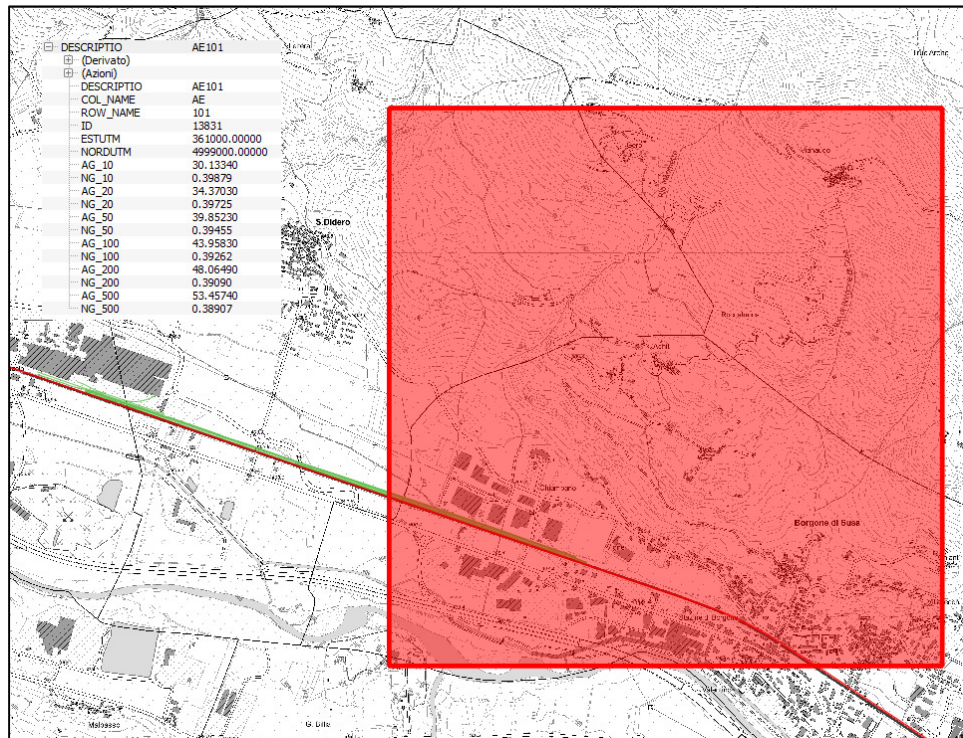 DESCRIPTIO AE101
(Derivato)
(Azioni)
DESCRIPTIO AE101
COL_NAME AE
ROW_NAME 101
ID 13831
ESTUTM 361000.00000
NORDUTM 4999000.00000
AG_10 30.13340
NG_10 0.39879
AG_20 34.37030
NG_20 0.39725
AG_50 39.85230
NG_50 0.39455
AG_100 43.95830
NG_100 0.39262
AG_200 48.06490
NG_200 0.39090
AG_500 53.45740
NG_500 0.38907
S.Didero
Chiampano
Borgone di Susa
Malpasso